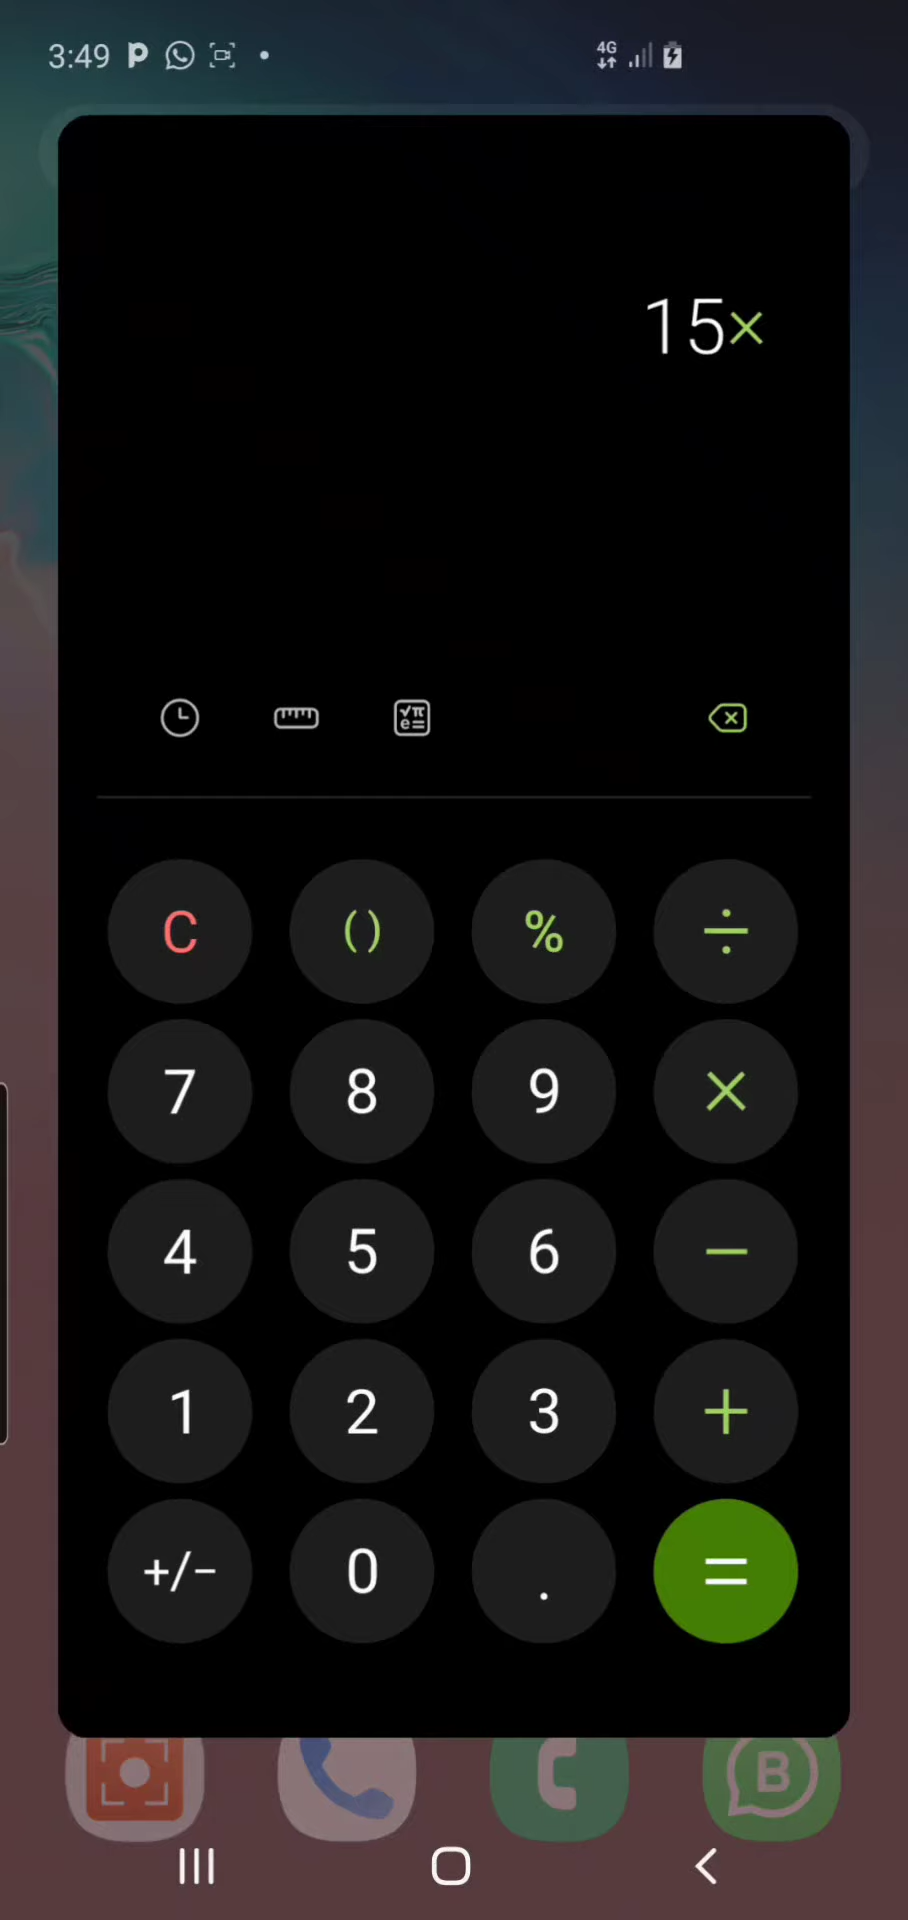 3:49 4G
15×
√π
e=
C () % ÷
7 8 9 ×
4 5 6 −
1 2 3 +
+/− 0 . =
B